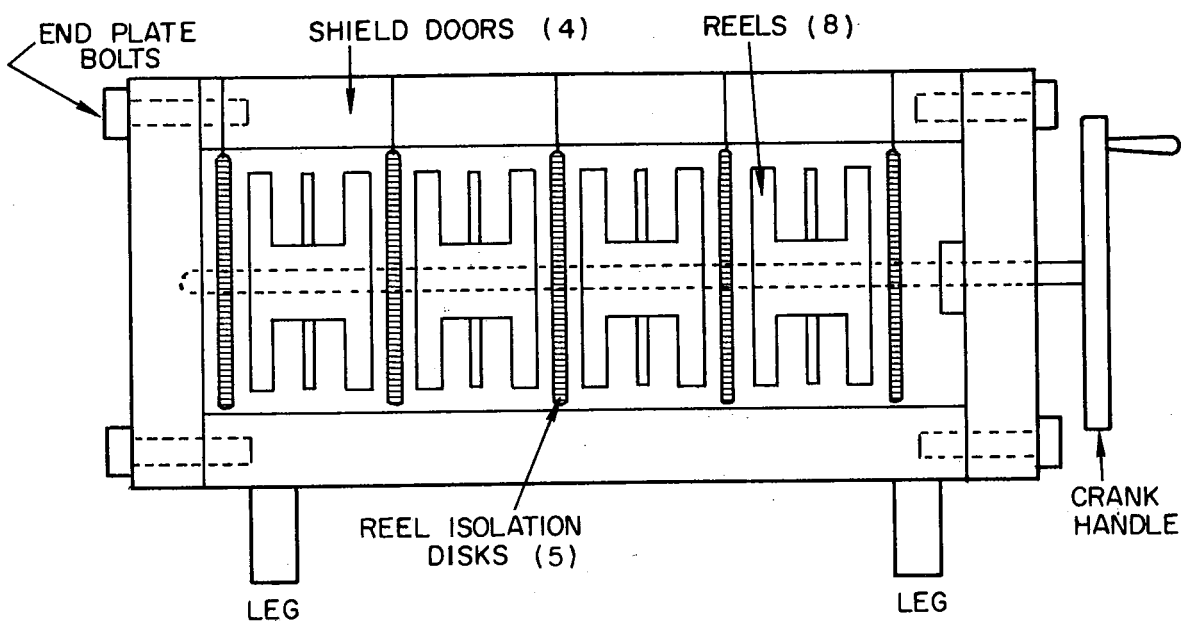 END PLATE
BOLTS
SHIELD DOORS (4)
REELS (8)
REEL ISOLATION
DISKS (5)
CRANK
HANDLE
LEG
LEG